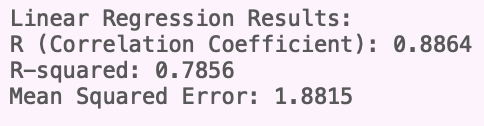 Linear Regression Results:
R (Correlation Coefficient): 0.8864
R-squared: 0.7856
Mean Squared Error: 1.8815